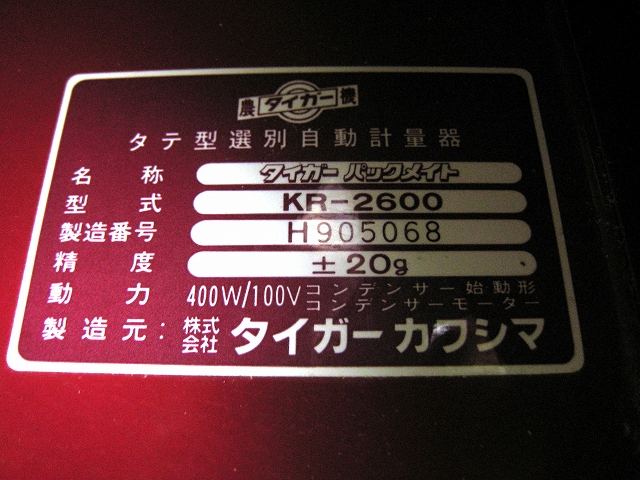 農 タイガー 機
タテ型選別自動計量器
名称 タイガー パックメイト
型式 KR-2600
製造番号 H905068
精度 ±20g
動力 400W/100V コンデンサー始動形
コンデンサーモーター
製造元: 株式会社 タイガーカワシマ